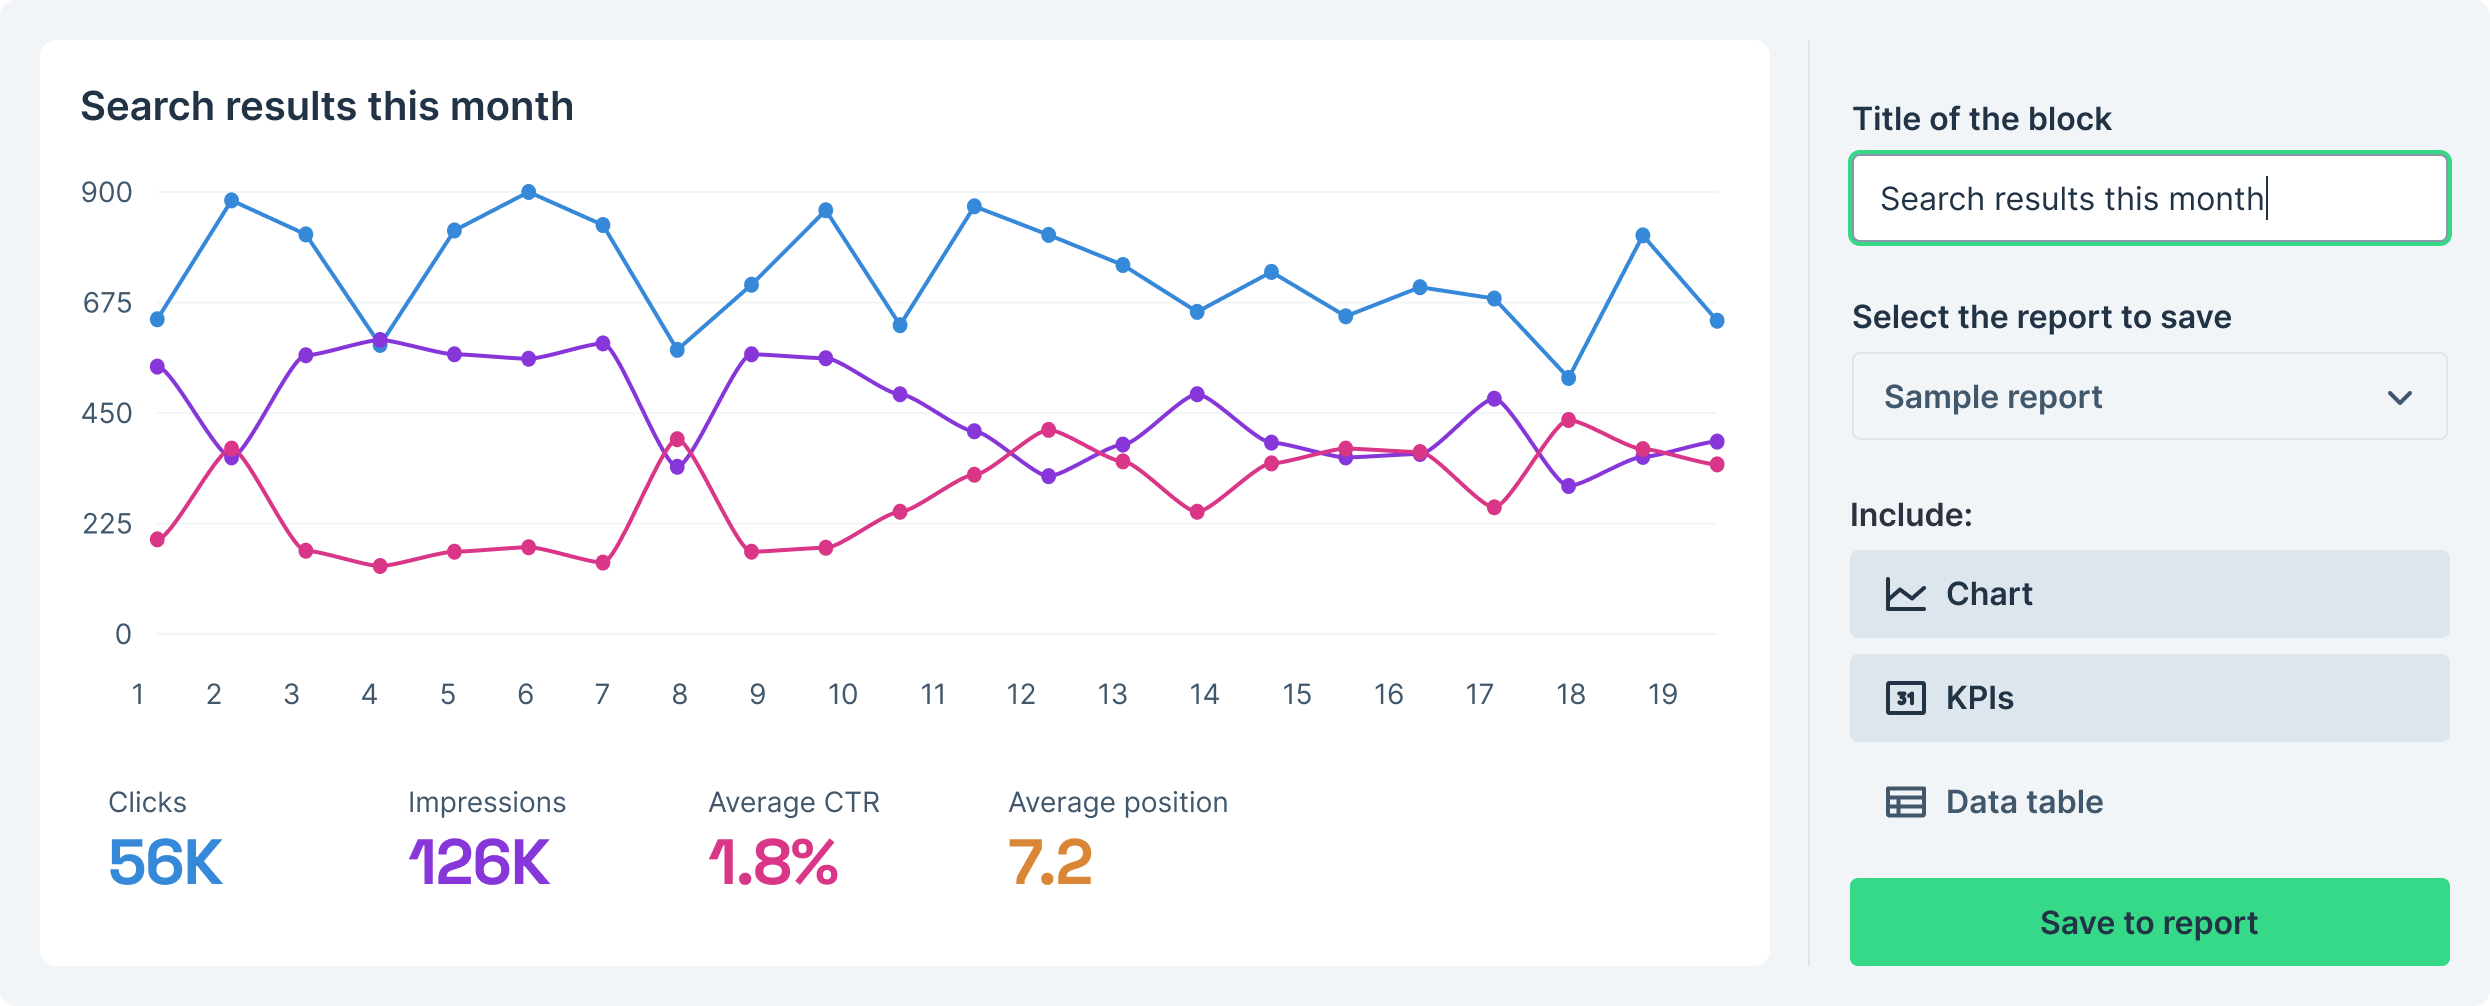 Search results this month
900
675
450
225
0
1 2 3 4 5 6 7 8 9 10 11 12 13 14 15 16 17 18 19
Clicks Impressions Average CTR Average position
56K 126K 1.8% 7.2
Title of the block
Search results this month
Select the report to save
Sample report
Include:
Chart
31 KPIs
Data table
Save to report